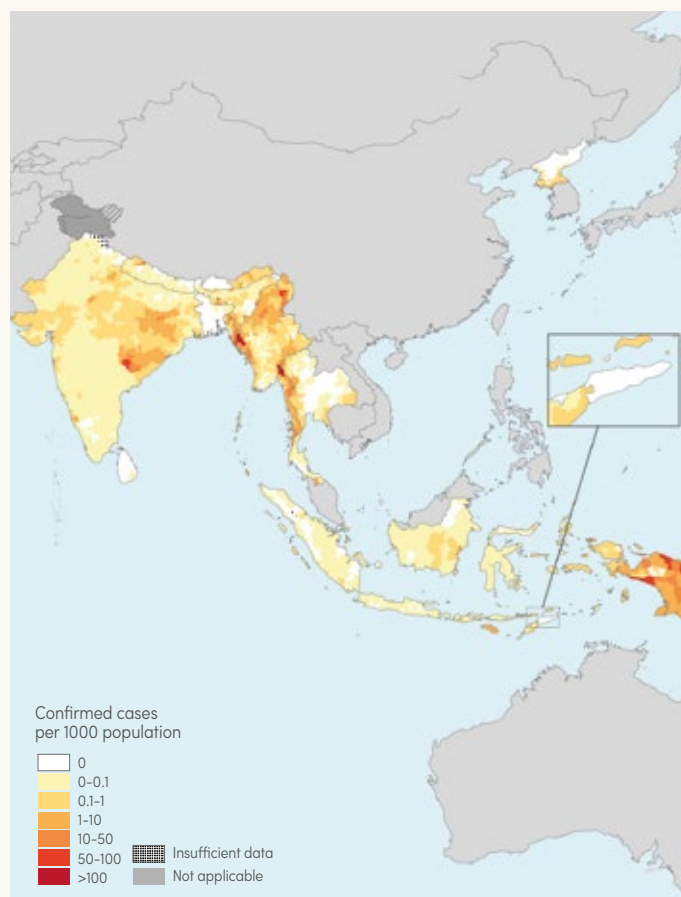 Confirmed cases
per 1000 population
0
0-0.1
0.1-1
1-10
10-50
50-100
>100
Insufficient data
Not applicable